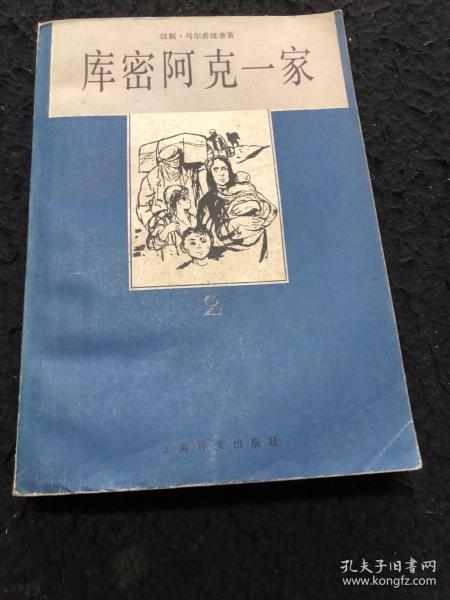 汉斯·马尔希维查著
库密阿克一家
2
上海译文出版社
孔夫子旧书网
www.kongfz.com